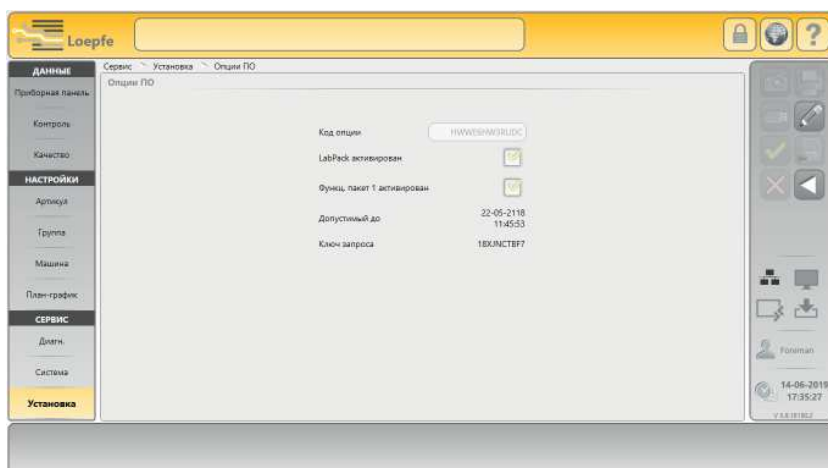 Loepfe
?
ДАННЫЕ
Приборная панель
Контроль
Качество
НАСТРОЙКИ
Артикул
Группа
Машина
План-график
СЕРВИС
Диагн.
Система
Установка
Сервис Установка Опции ПО
Опции ПО
Код опции
LabPack активирован
Функц. пакет 1 активирован
Допустимый до 22-05-2118
11:45:53
Ключ запроса 18XJNCTBF7
Foreman
14-06-2019
17:35:27